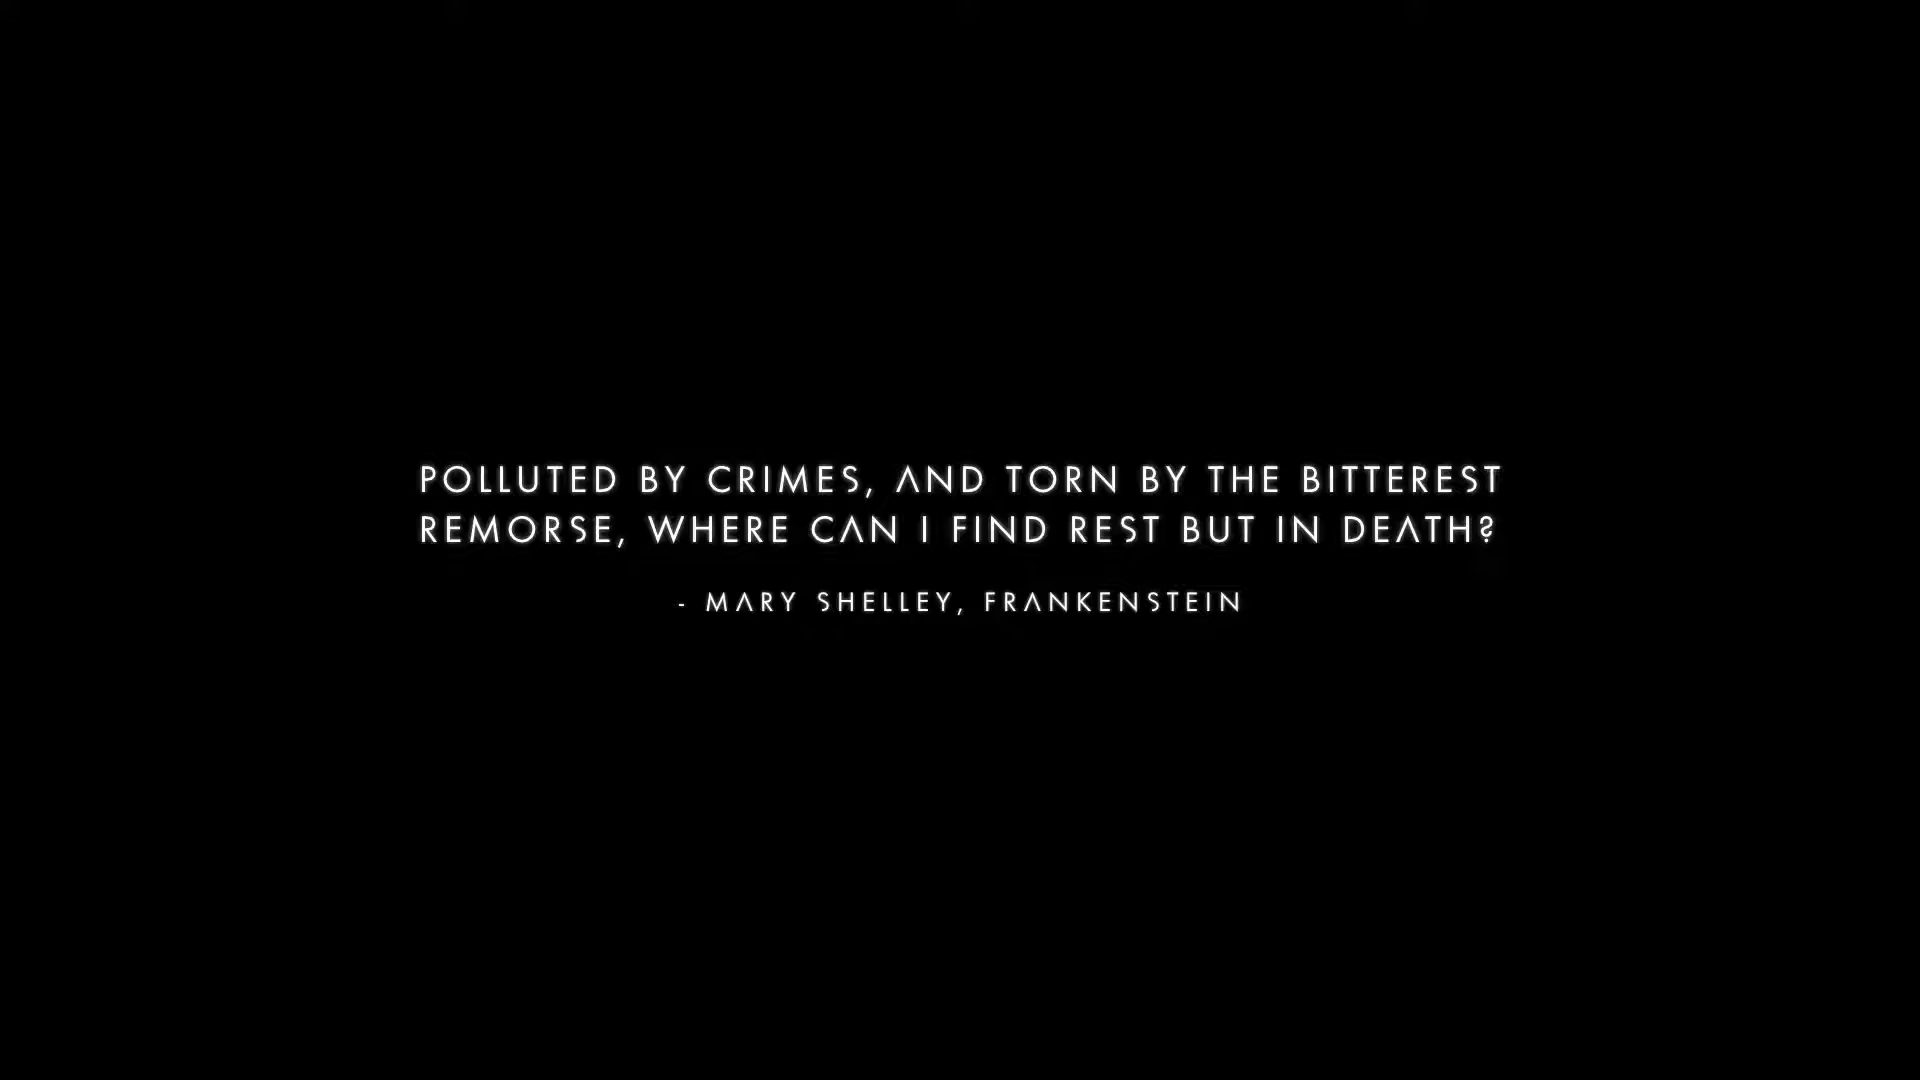 POLLUTED BY CRIMES, AND TORN BY THE BITTEREST
REMORSE, WHERE CAN I FIND REST BUT IN DEATH?
- MARY SHELLEY, FRANKENSTEIN